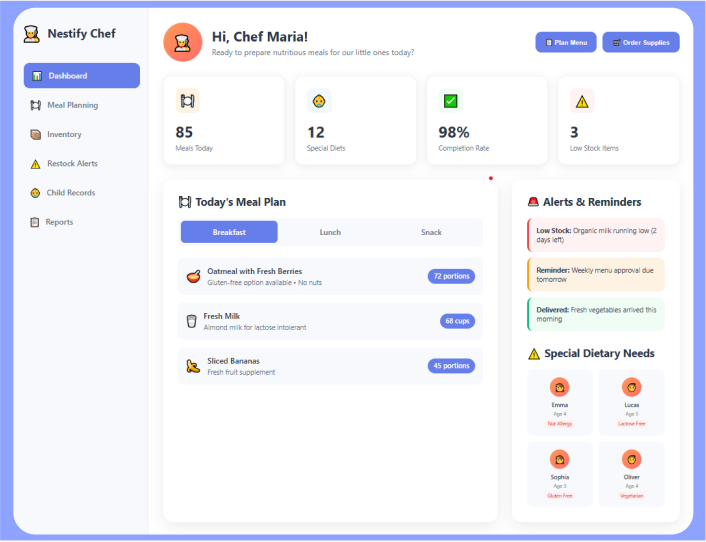 Nestify Chef
Dashboard
Meal Planning
Inventory
Restock Alerts
Child Records
Reports
Hi, Chef Maria!
Ready to prepare nutritious meals for our little ones today?
Plan Menu
Order Supplies
85
Meals Today
12
Special Diets
98%
Completion Rate
3
Low Stock Items
Today's Meal Plan
Breakfast
Lunch
Snack
Oatmeal with Fresh Berries
Gluten-free option available • No nuts
72 portions
Fresh Milk
Almond milk for lactose intolerant
68 cups
Sliced Bananas
Fresh fruit supplement
45 portions
Alerts & Reminders
Low Stock: Organic milk running low (2
days left)
Reminder: Weekly menu approval due
tomorrow
Delivered: Fresh vegetables arrived this
morning
Special Dietary Needs
Emma
Age 4
Nut Allergy
Lucas
Age 5
Lactose Free
Sophia
Age 3
Gluten Free
Oliver
Age 4
Vegetarian